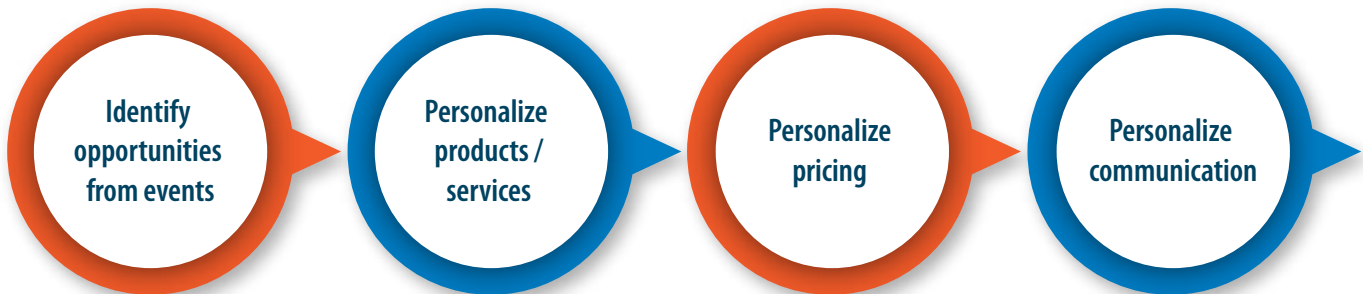 Identify
opportunities
from events
Personalize
products /
services
Personalize
pricing
Personalize
communication